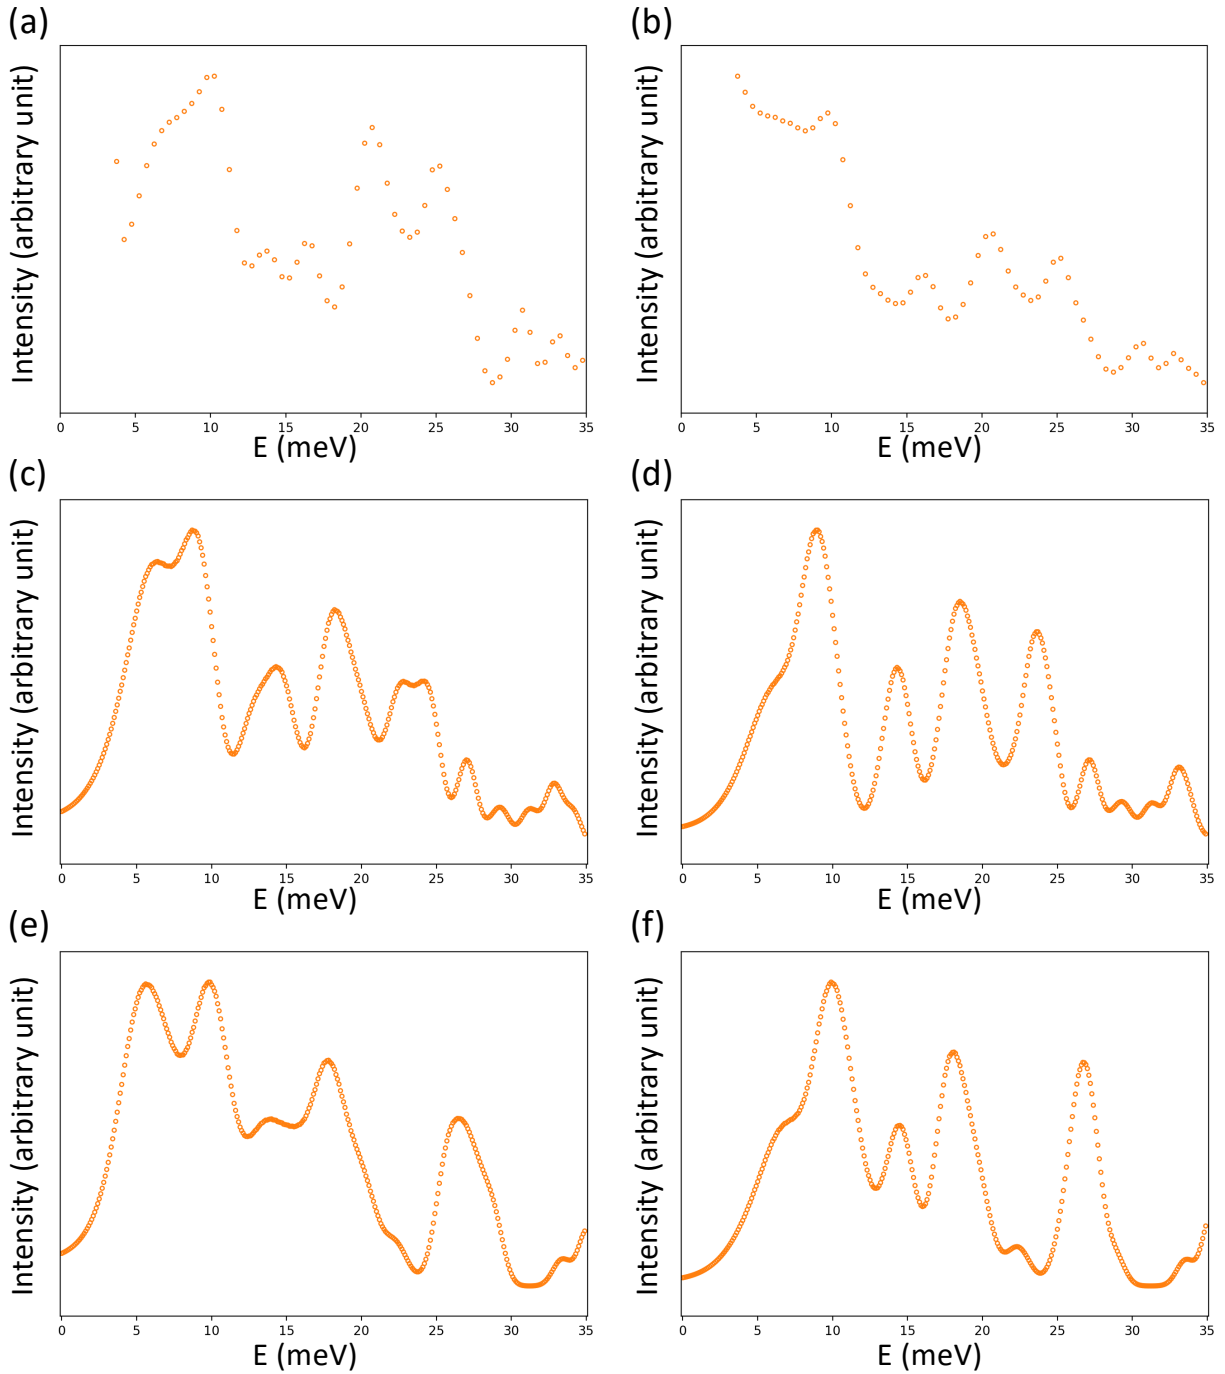 (a) (b)
Intensity (arbitrary unit) Intensity (arbitrary unit)
0 5 10 15 20 25 30 35 0 5 10 15 20 25 30 35
E (meV) E (meV)
(c) (d)
Intensity (arbitrary unit) Intensity (arbitrary unit)
0 5 10 15 20 25 30 35 0 5 10 15 20 25 30 35
E (meV) E (meV)
(e) (f)
Intensity (arbitrary unit) Intensity (arbitrary unit)
0 5 10 15 20 25 30 35 0 5 10 15 20 25 30 35
E (meV) E (meV)